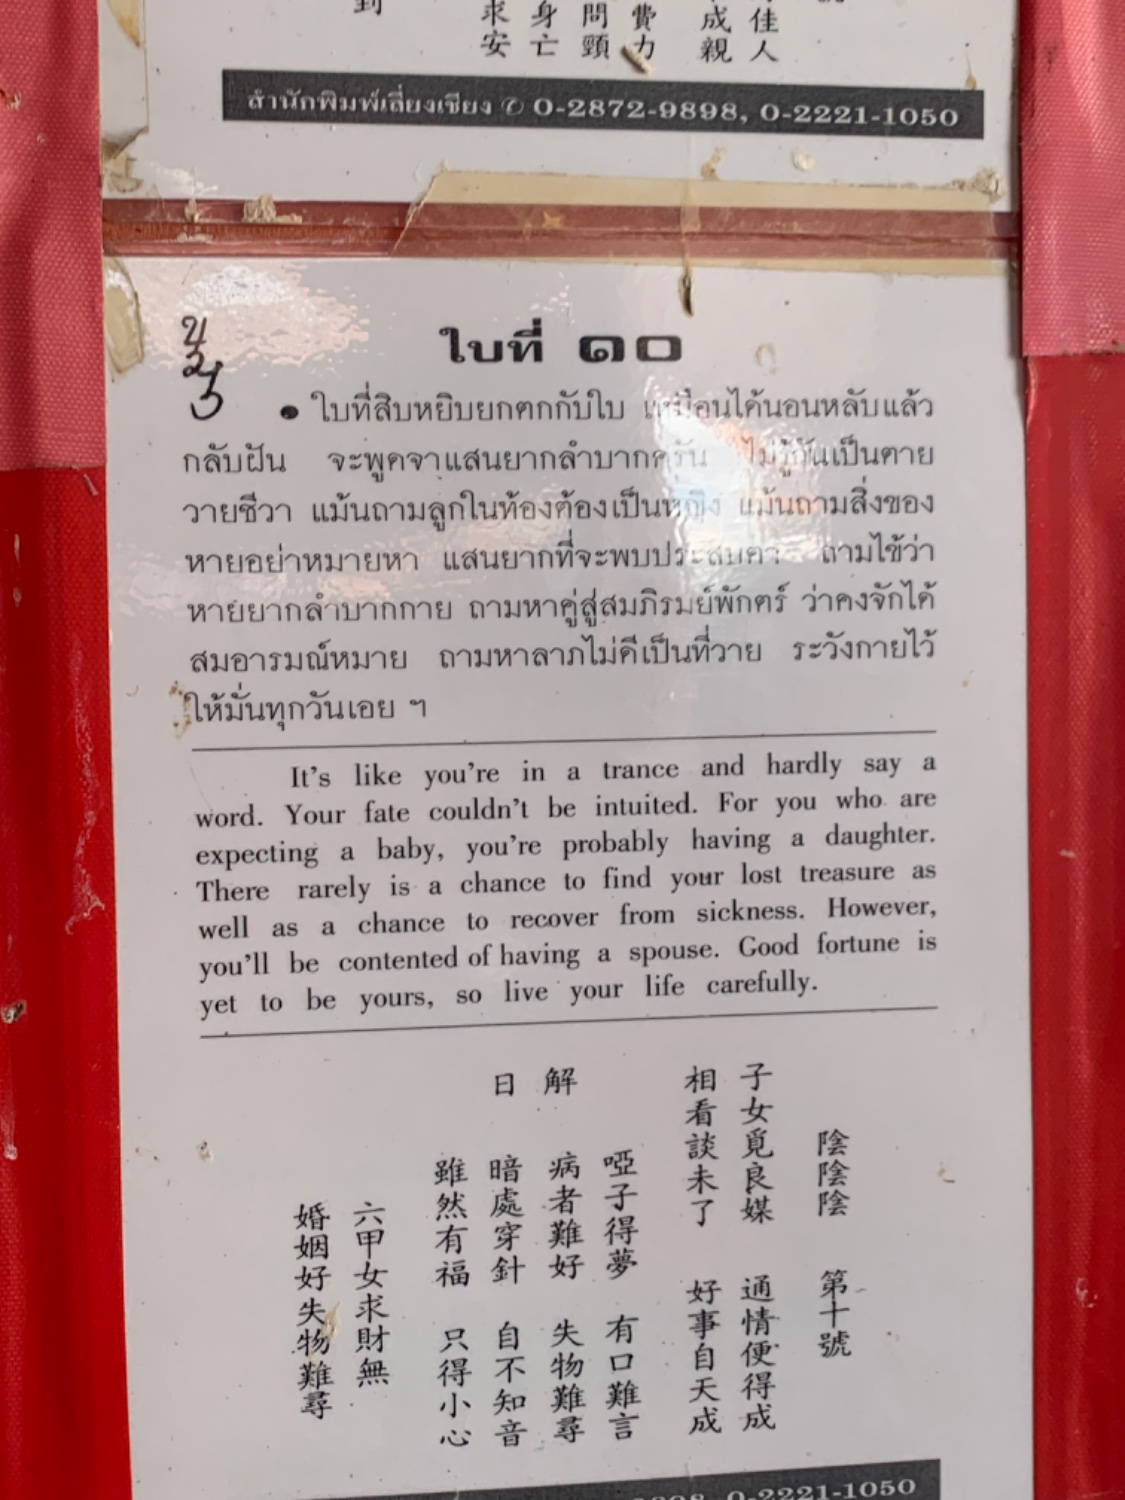 到
求安
身亡
問頸
費力
成親
佳人
สำนักพิมพ์เลี่ยงเชียง ✆ 0-2872-9898, 0-2221-1050
ใบที่ ๑๐
● ใบที่สิบหยิบยกตกกับใบ เหมือนได้นอนหลับแล้ว
กลับฝัน จะพูดจาแสนยากลำบากครัน ไม่รู้กันเป็นตาย
วายชีวา แม้นถามลูกในท้องต้องเป็นหญิง แม้นถามสิ่งของ
หายอย่าหมายหา แสนยากที่จะพบประสบตา ถามไข้ว่า
หายยากลำบากกาย ถามหาคู่สู่สมภิรมย์พักตร์ ว่าคงจักได้
สมอารมณ์หมาย ถามหาลาภไม่ดีเป็นที่วาย ระวังกายไว้
ให้มั่นทุกวันเอย ฯ
It's like you're in a trance and hardly say a
word. Your fate couldn't be intuited. For you who are
expecting a baby, you're probably having a daughter.
There rarely is a chance to find your lost treasure as
well as a chance to recover from sickness. However,
you'll be contented of having a spouse. Good fortune is
yet to be yours, so live your life carefully.
陰陰陰 第十號
子女覓良媒 通情便得成
相看談未了 好事自天成
解
日
啞子得夢 有口難言
病者難好 失物難尋
暗處穿針 自不知音
雖然有福 只得小心
六甲女求財無
婚姻好失物難尋
0-2221-1050